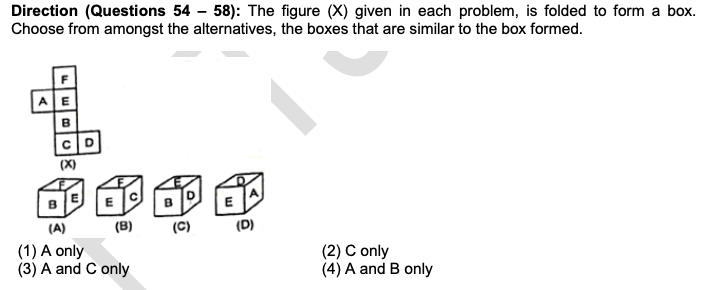 Direction (Questions 54 – 58): The figure (X) given in each problem, is folded to form a box.
Choose from amongst the alternatives, the boxes that are similar to the box formed.
F
A E
B
C D
(X)
F
B E
F
E C
E
B D
D
E A
(A) (B) (C) (D)
(1) A only (2) C only
(3) A and C only (4) A and B only